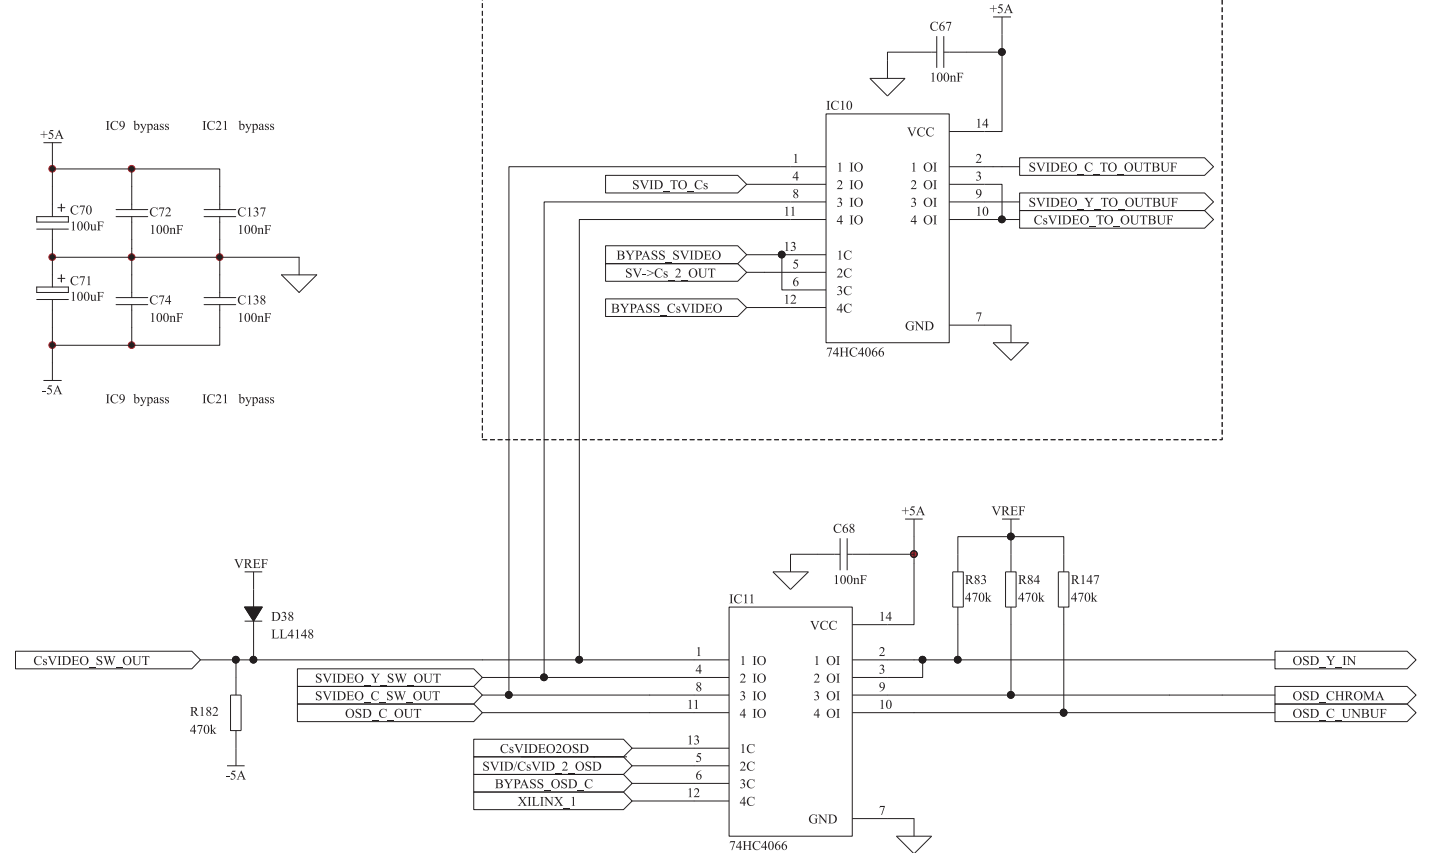 +5A
C67
100nF
IC10
VCC
14
1
1 IO
1 OI
2
SVIDEO_C_TO_OUTBUF
SVID_TO_Cs
4
2 IO
2 OI
3
8
3 IO
3 OI
9
SVIDEO_Y_TO_OUTBUF
11
4 IO
4 OI
10
CsVIDEO_TO_OUTBUF
BYPASS_SVIDEO
13
1C
SV->Cs_2_OUT
5
2C
6
3C
BYPASS_CsVIDEO
12
4C
GND
7
74HC4066
IC9 bypass
IC21 bypass
+5A
+
C70
100uF
C72
100nF
C137
100nF
+
C71
100uF
C74
100nF
C138
100nF
-5A
IC9 bypass
IC21 bypass
+5A
C68
100nF
VREF
R83
470k
R84
470k
R147
470k
VREF
D38
LL4148
IC11
VCC
14
CsVIDEO_SW_OUT
1
1 IO
1 OI
2
OSD_Y_IN
SVIDEO_Y_SW_OUT
4
2 IO
2 OI
3
SVIDEO_C_SW_OUT
8
3 IO
3 OI
9
OSD_CHROMA
OSD_C_OUT
11
4 IO
4 OI
10
OSD_C_UNBUF
R182
470k
-5A
CsVIDEO2OSD
13
1C
SVID/CsVID_2_OSD
5
2C
BYPASS_OSD_C
6
3C
XILINX_1
12
4C
GND
7
74HC4066